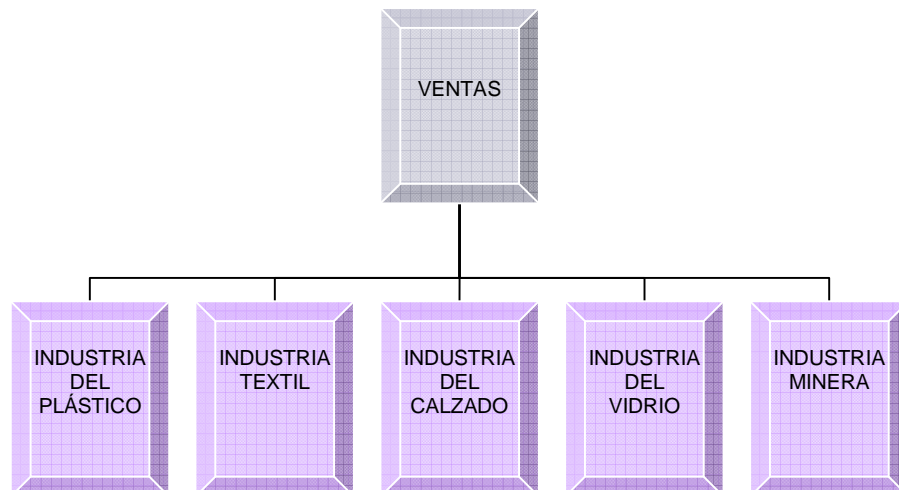 VENTAS
INDUSTRIA
DEL
PLÁSTICO
INDUSTRIA
TEXTIL
INDUSTRIA
DEL
CALZADO
INDUSTRIA
DEL
VIDRIO
INDUSTRIA
MINERA